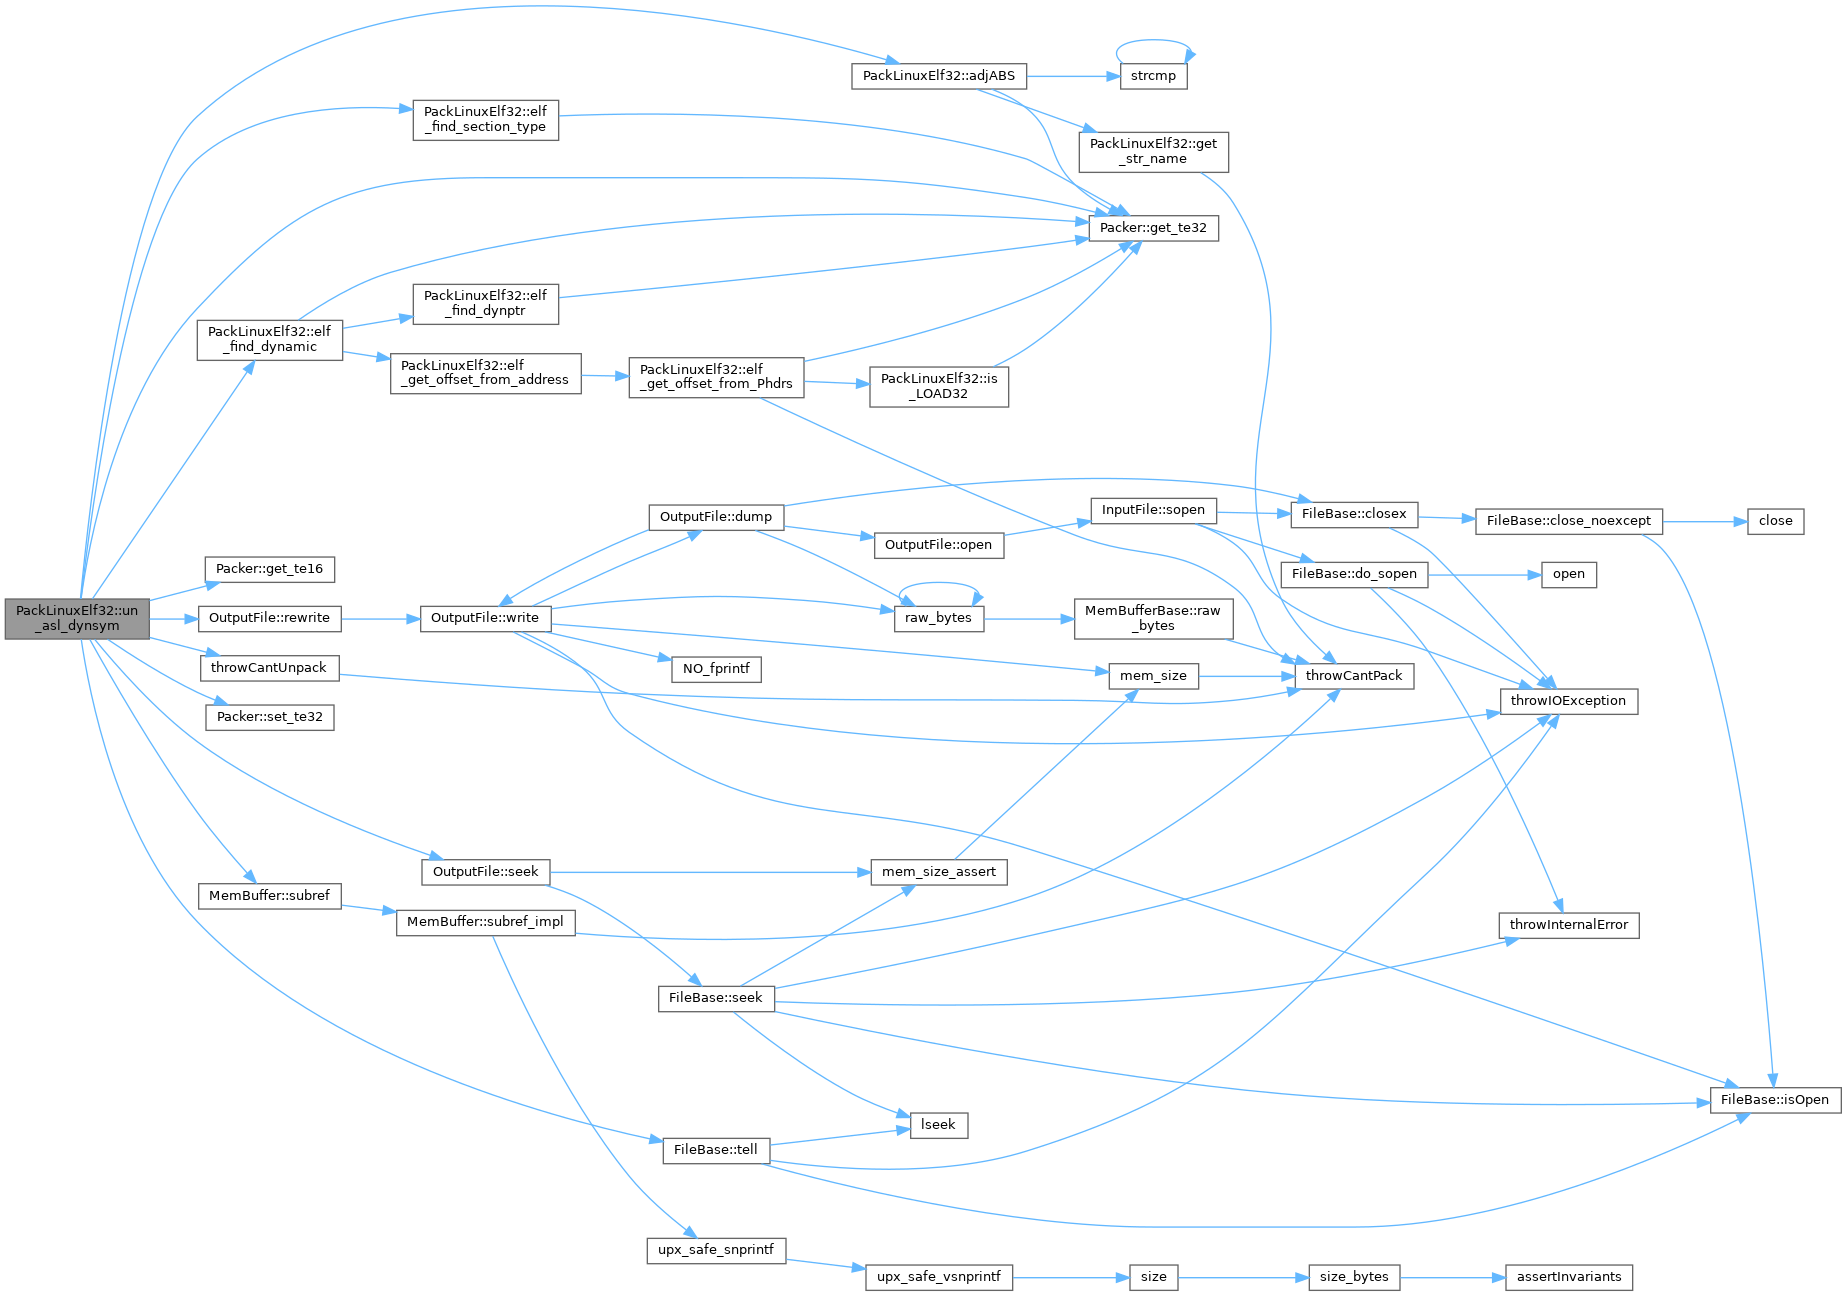 PackLinuxElf32::un
_asl_dynsym
PackLinuxElf32::adjABS
strcmp
PackLinuxElf32::elf
_find_section_type
PackLinuxElf32::get
_str_name
Packer::get_te32
PackLinuxElf32::elf
_find_dynamic
PackLinuxElf32::elf
_find_dynptr
PackLinuxElf32::elf
_get_offset_from_address
PackLinuxElf32::elf
_get_offset_from_Phdrs
PackLinuxElf32::is
_LOAD32
Packer::get_te16
OutputFile::rewrite
OutputFile::write
OutputFile::dump
OutputFile::open
InputFile::sopen
FileBase::closex
FileBase::close_noexcept
close
FileBase::do_sopen
open
raw_bytes
MemBufferBase::raw
_bytes
NO_fprintf
mem_size
throwCantPack
throwIOException
throwCantUnpack
Packer::set_te32
OutputFile::seek
mem_size_assert
MemBuffer::subref
MemBuffer::subref_impl
throwInternalError
FileBase::seek
FileBase::isOpen
lseek
FileBase::tell
upx_safe_snprintf
upx_safe_vsnprintf
size
size_bytes
assertInvariants